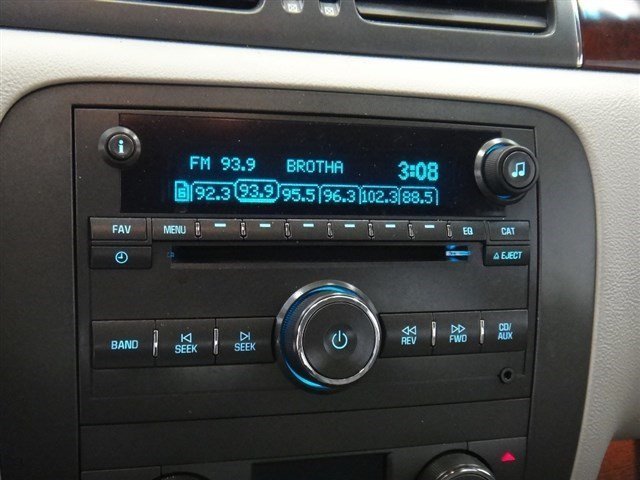 FM 93.9 BROTHA 3:08
92.3 93.9 95.5 96.3 102.3 88.5
FAV MENU EQ CAT
EJECT
BAND SEEK SEEK REV FWD CD/AUX